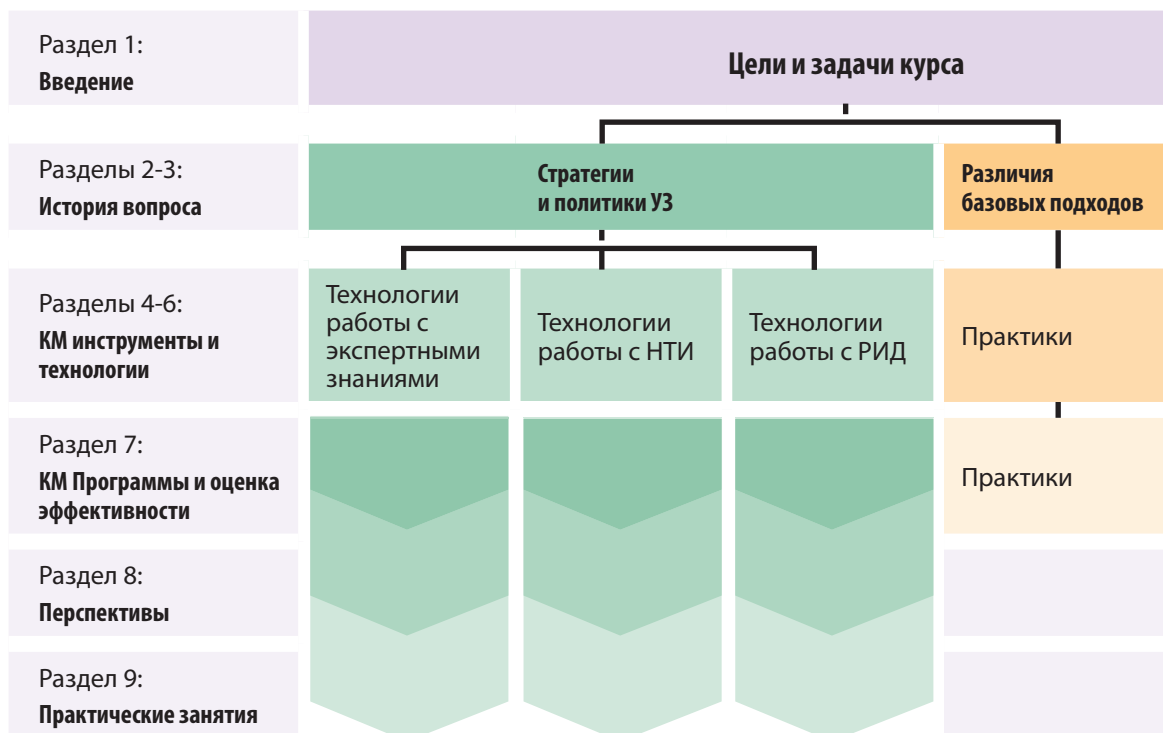 Раздел 1:
Введение
Цели и задачи курса
Разделы 2-3:
История вопроса
Стратегии
и политики УЗ
Различия
базовых подходов
Разделы 4-6:
КМ инструменты и
технологии
Технологии
работы с
экспертными
знаниями
Технологии
работы с НТИ
Технологии
работы с РИД
Практики
Раздел 7:
КМ Программы и оценка
эффективности
Практики
Раздел 8:
Перспективы
Раздел 9:
Практические занятия